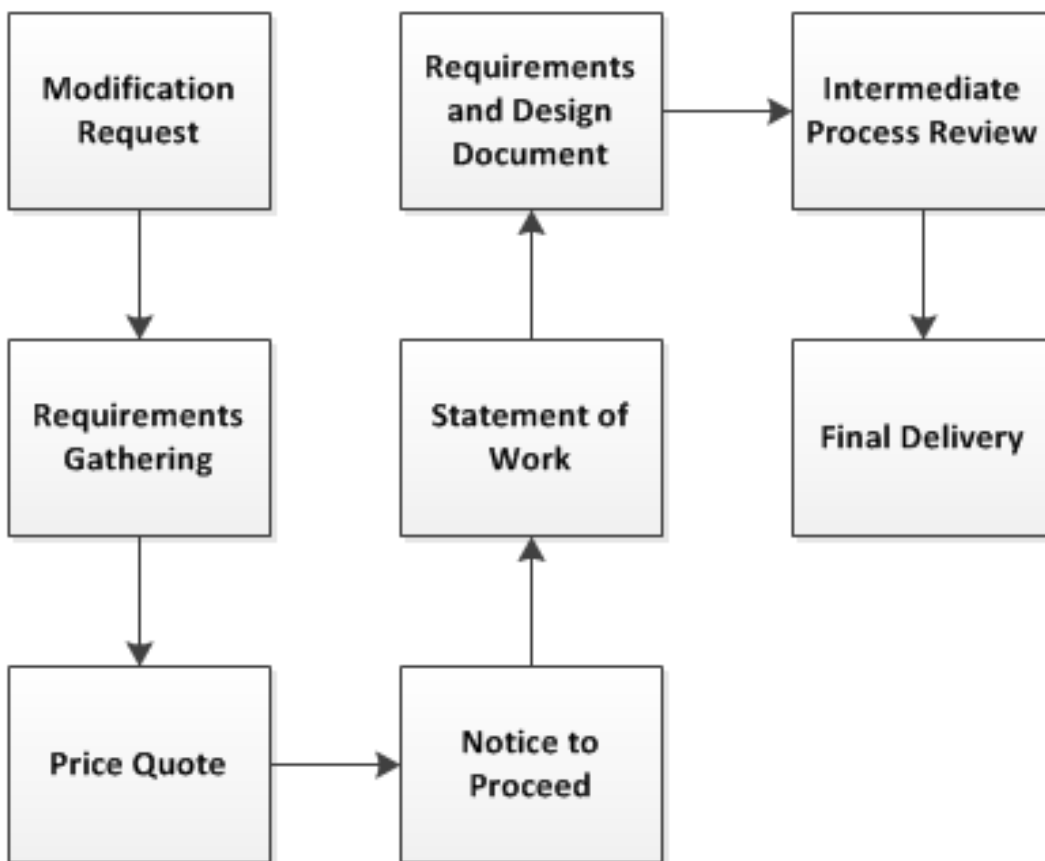 Modification
Request
Requirements
Gathering
Price Quote
Notice to
Proceed
Statement of
Work
Requirements
and Design
Document
Intermediate
Process Review
Final Delivery